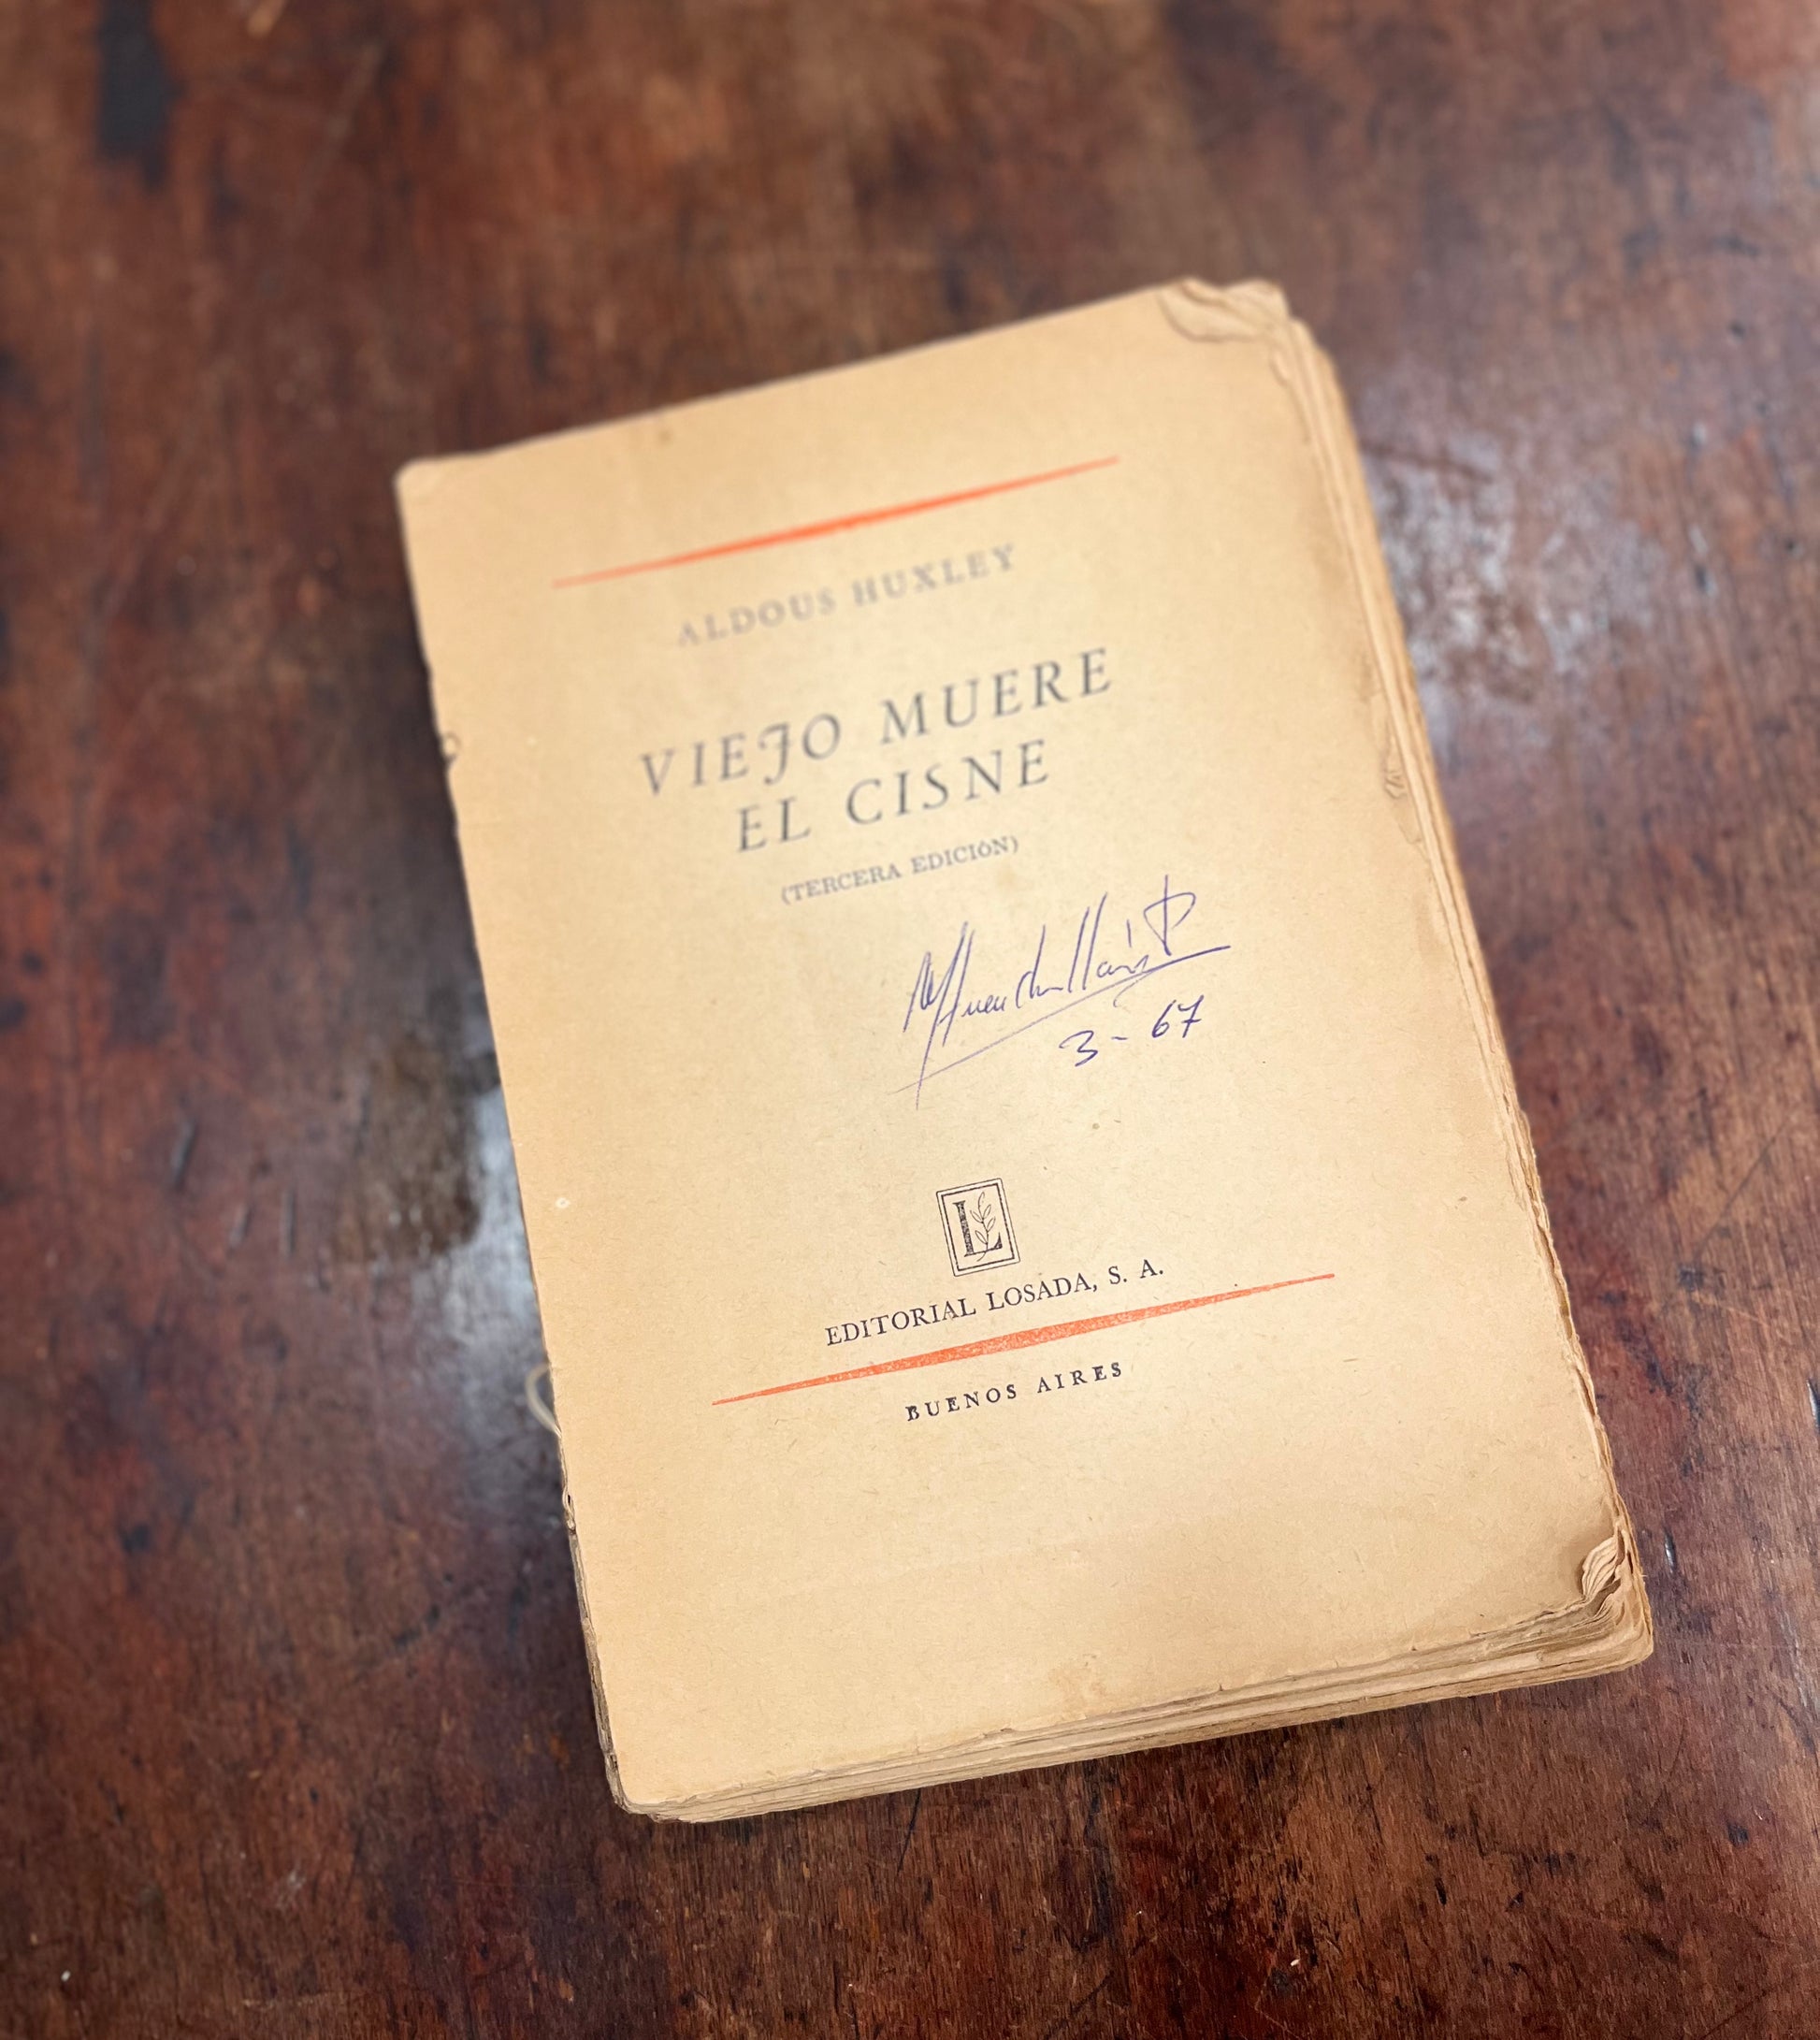 ALDOUS HUXLEY
VIEJO MUERE
EL CISNE
(TERCERA EDICIÓN)
3-67
L
EDITORIAL LOSADA, S. A.
BUENOS AIRES